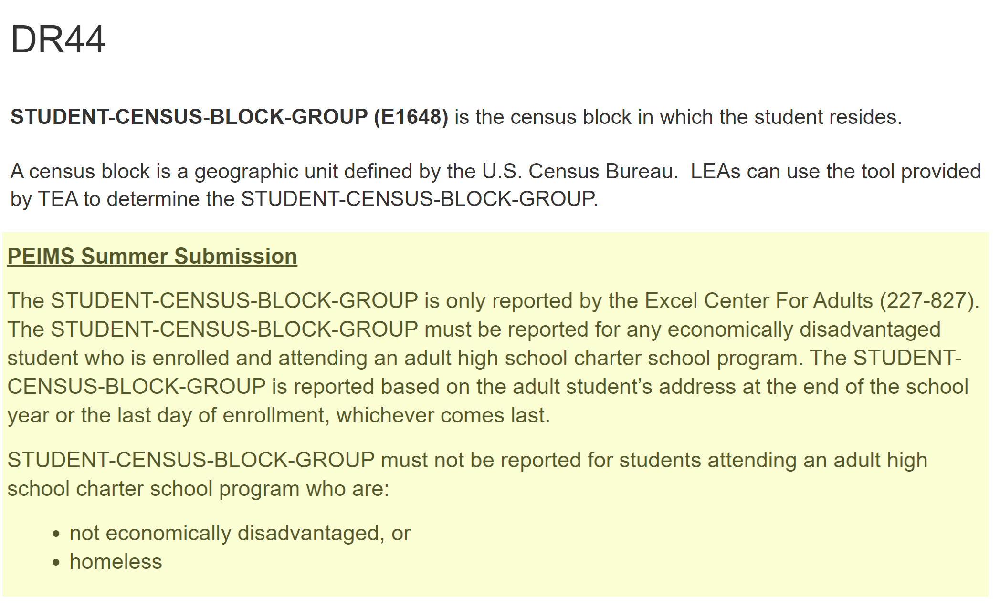 DR44
STUDENT-CENSUS-BLOCK-GROUP (E1648) is the census block in which the student resides.
A census block is a geographic unit defined by the U.S. Census Bureau.  LEAs can use the tool provided
by TEA to determine the STUDENT-CENSUS-BLOCK-GROUP.
PEIMS Summer Submission
The STUDENT-CENSUS-BLOCK-GROUP is only reported by the Excel Center For Adults (227-827).
The STUDENT-CENSUS-BLOCK-GROUP must be reported for any economically disadvantaged
student who is enrolled and attending an adult high school charter school program. The STUDENT-
CENSUS-BLOCK-GROUP is reported based on the adult student’s address at the end of the school
year or the last day of enrollment, whichever comes last.
STUDENT-CENSUS-BLOCK-GROUP must not be reported for students attending an adult high
school charter school program who are:
• not economically disadvantaged, or
• homeless